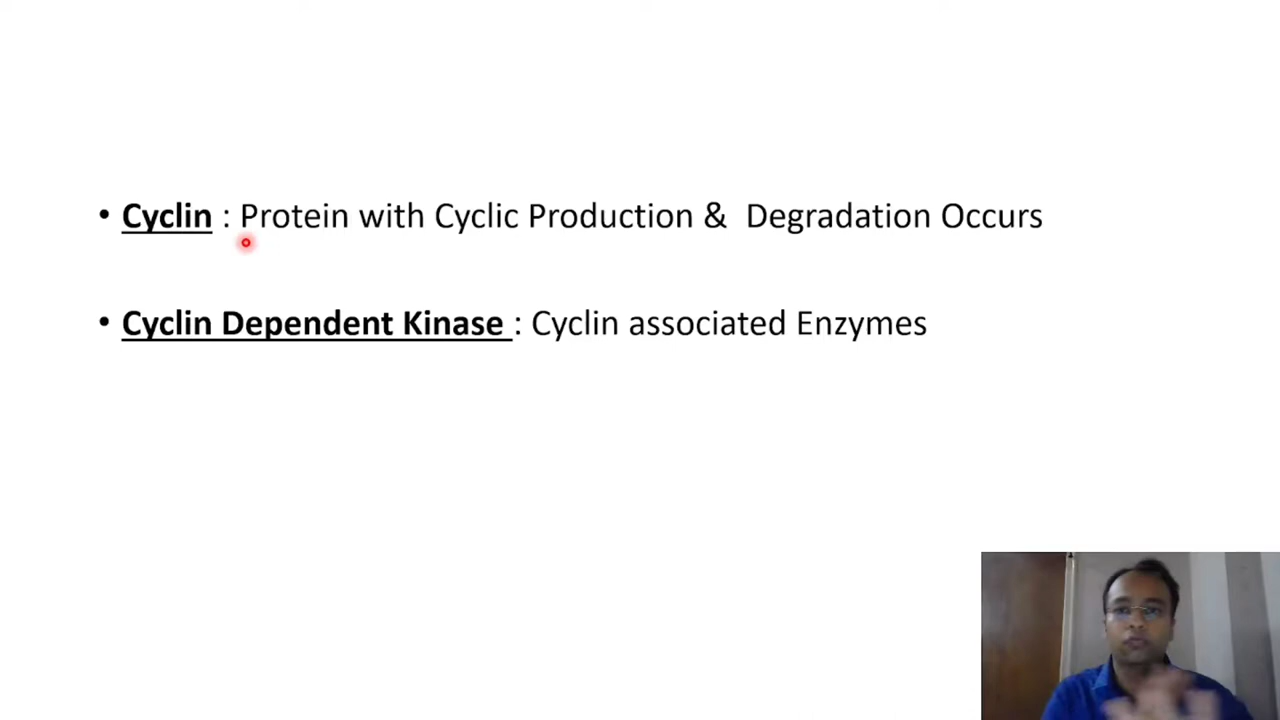 • Cyclin : Protein with Cyclic Production & Degradation Occurs
• Cyclin Dependent Kinase : Cyclin associated Enzymes